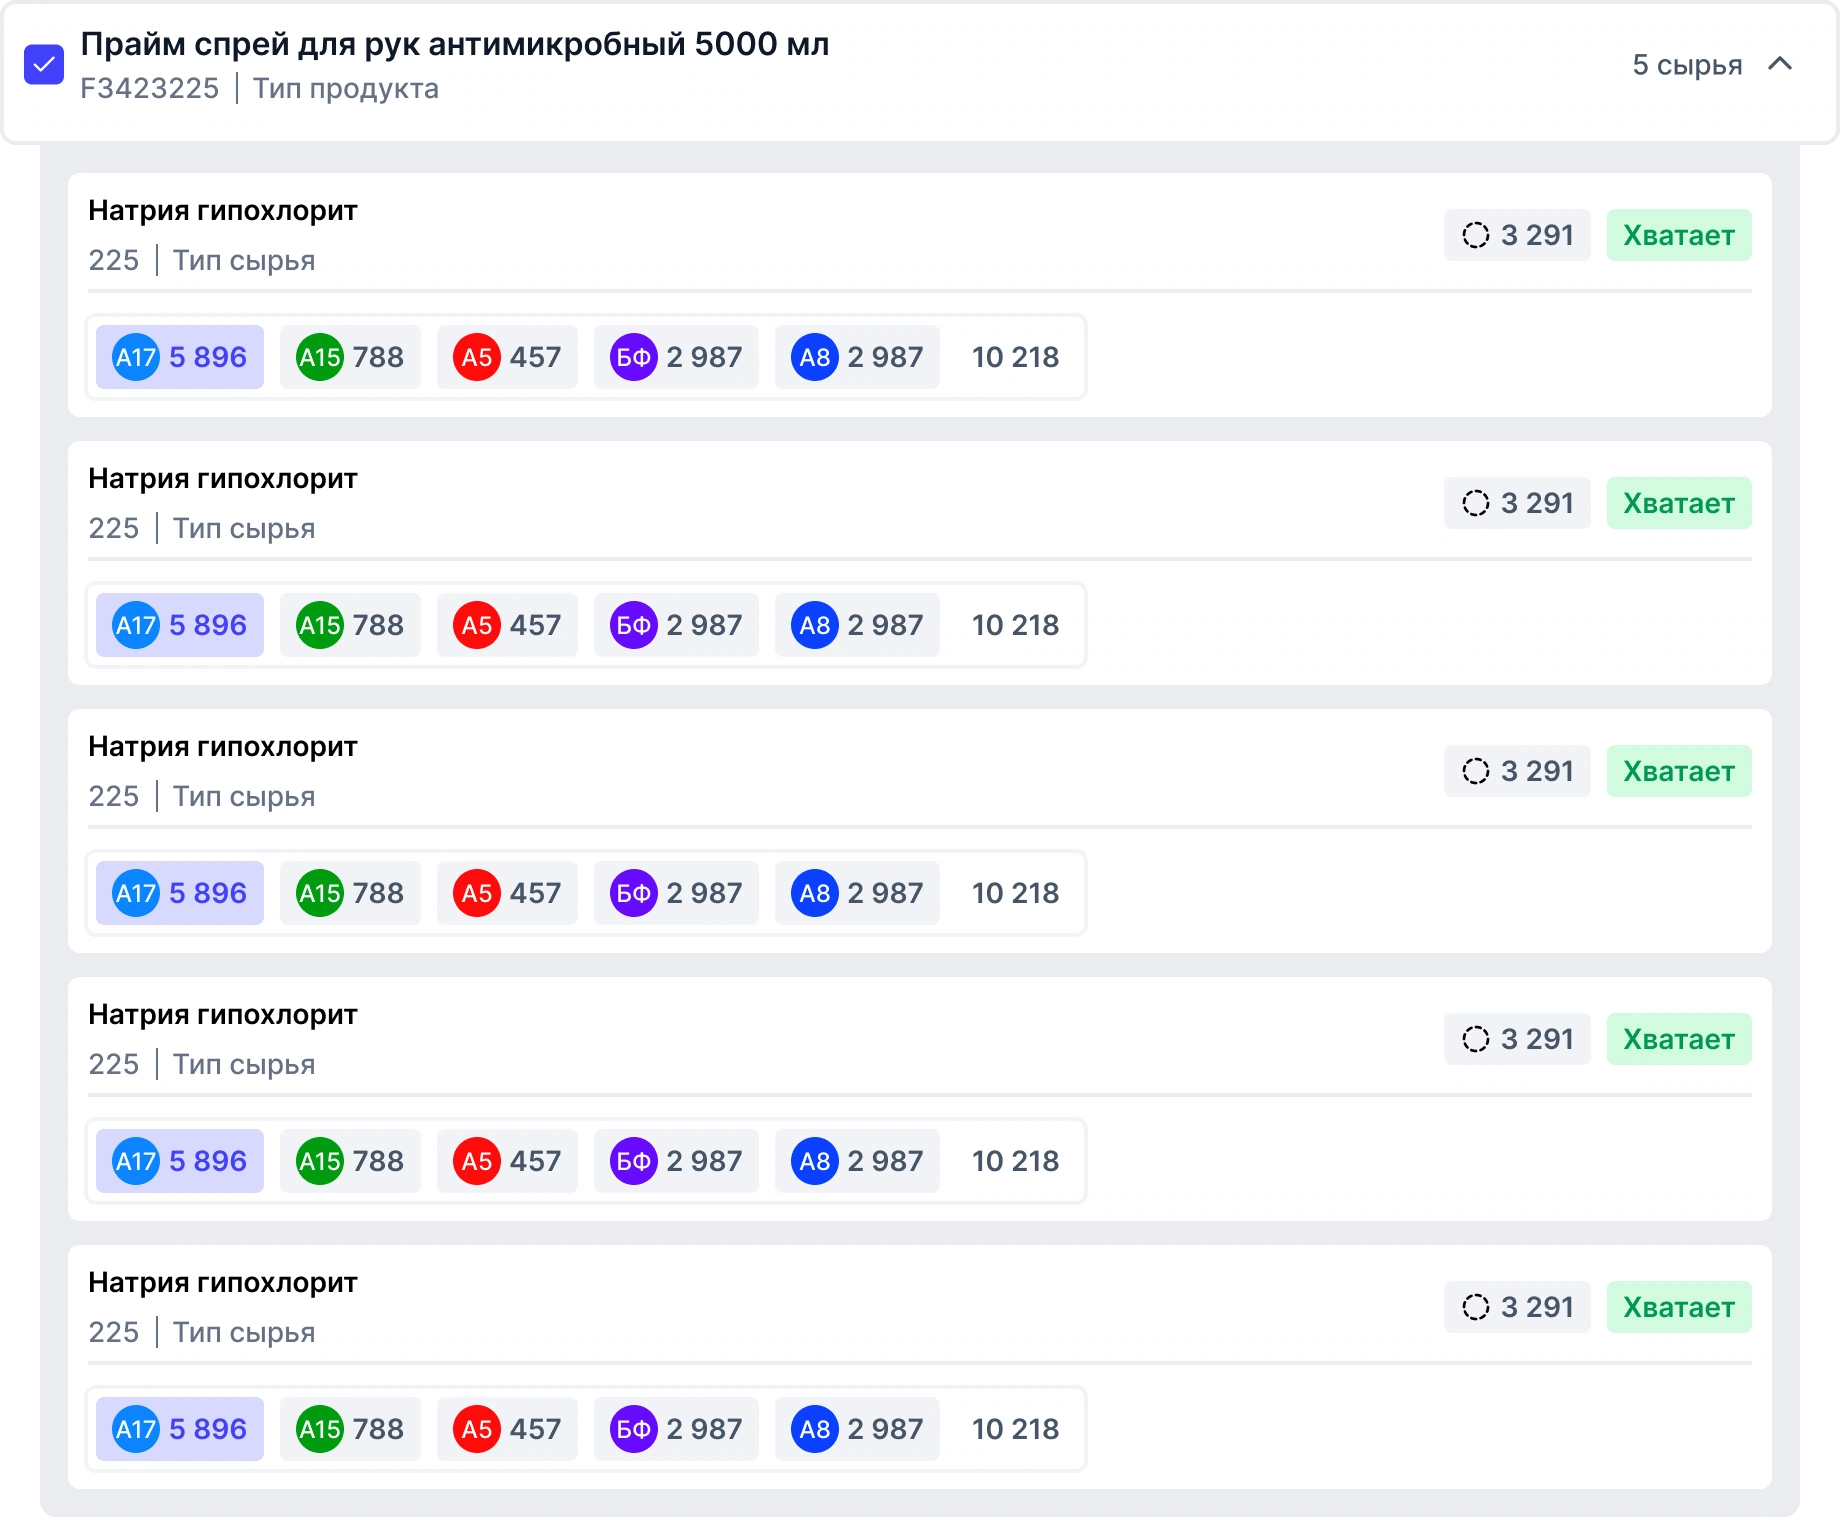 Прайм спрей для рук антимикробный 5000 мл
F3423225 | Тип продукта
5 сырья
Натрия гипохлорит
225 | Тип сырья
3 291 Хватает
А17 5 896 А15 788 А5 457 БФ 2 987 А8 2 987 10 218
Натрия гипохлорит
225 | Тип сырья
3 291 Хватает
А17 5 896 А15 788 А5 457 БФ 2 987 А8 2 987 10 218
Натрия гипохлорит
225 | Тип сырья
3 291 Хватает
А17 5 896 А15 788 А5 457 БФ 2 987 А8 2 987 10 218
Натрия гипохлорит
225 | Тип сырья
3 291 Хватает
А17 5 896 А15 788 А5 457 БФ 2 987 А8 2 987 10 218
Натрия гипохлорит
225 | Тип сырья
3 291 Хватает
А17 5 896 А15 788 А5 457 БФ 2 987 А8 2 987 10 218